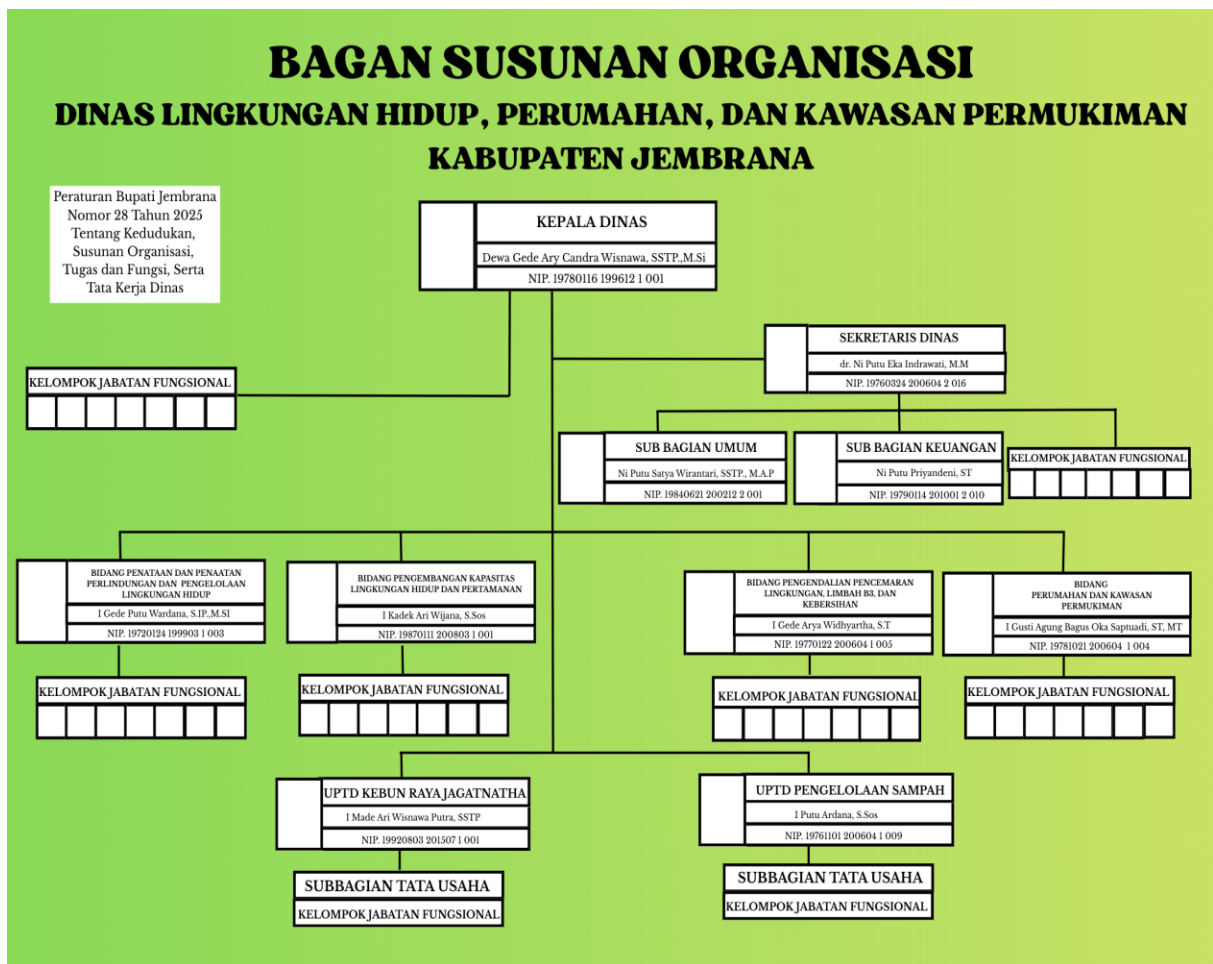 BAGAN SUSUNAN ORGANISASI
DINAS LINGKUNGAN HIDUP, PERUMAHAN, DAN KAWASAN PERMUKIMAN
KABUPATEN JEMBRANA
Peraturan Bupati Jembrana
Nomor 28 Tahun 2025
Tentang Kedudukan,
Susunan Organisasi,
Tugas dan Fungsi, Serta
Tata Kerja Dinas
KEPALA DINAS
Dewa Gede Ary Candra Wisnawa, SSTP.,M.Si
NIP. 19780116 199612 1 001
SEKRETARIS DINAS
dr. Ni Putu Eka Indrawati, M.M
NIP. 19760324 200604 2 016
KELOMPOK JABATAN FUNGSIONAL
SUB BAGIAN UMUM
Ni Putu Satya Wirantari, SSTP., M.A.P
NIP. 19840621 200212 2 001
SUB BAGIAN KEUANGAN
Ni Putu Priyandeni, ST
NIP. 19790114 201001 2 010
KELOMPOK JABATAN FUNGSIONAL
BIDANG PENATAAN DAN PENAATAN
PERLINDUNGAN DAN PENGELOLAAN
LINGKUNGAN HIDUP
I Gede Putu Wardana, S.IP.,M.SI
NIP. 19720124 199903 1 003
KELOMPOK JABATAN FUNGSIONAL
BIDANG PENGEMBANGAN KAPASITAS
LINGKUNGAN HIDUP DAN PERTAMANAN
I Kadek Ari Wijana, S.Sos
NIP. 19870111 200803 1 001
KELOMPOK JABATAN FUNGSIONAL
BIDANG PENGENDALIAN PENCEMARAN
LINGKUNGAN, LIMBAH B3, DAN
KEBERSIHAN
I Gede Arya Widhyartha, S.T
NIP. 19770122 200604 1 005
KELOMPOK JABATAN FUNGSIONAL
BIDANG
PERUMAHAN DAN KAWASAN
PERMUKIMAN
I Gusti Agung Bagus Oka Saptuadi, ST, MT
NIP. 19781021 200604 1 004
KELOMPOK JABATAN FUNGSIONAL
UPTD KEBUN RAYA JAGATNATHA
I Made Ari Wisnawa Putra, SSTP
NIP. 19920803 201507 1 001
SUBBAGIAN TATA USAHA
KELOMPOK JABATAN FUNGSIONAL
UPTD PENGELOLAAN SAMPAH
I Putu Ardana, S.Sos
NIP. 19761101 200604 1 009
SUBBAGIAN TATA USAHA
KELOMPOK JABATAN FUNGSIONAL